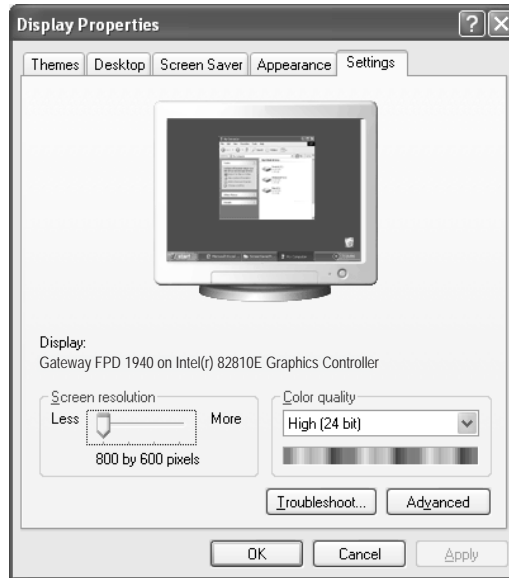 Display Properties
Themes Desktop Screen Saver Appearance Settings
Display:
Gateway FPD 1940 on Intel(r) 82810E Graphics Controller
Screen resolution
Less More
800 by 600 pixels
Color quality
High (24 bit)
Troubleshoot... Advanced
OK Cancel Apply